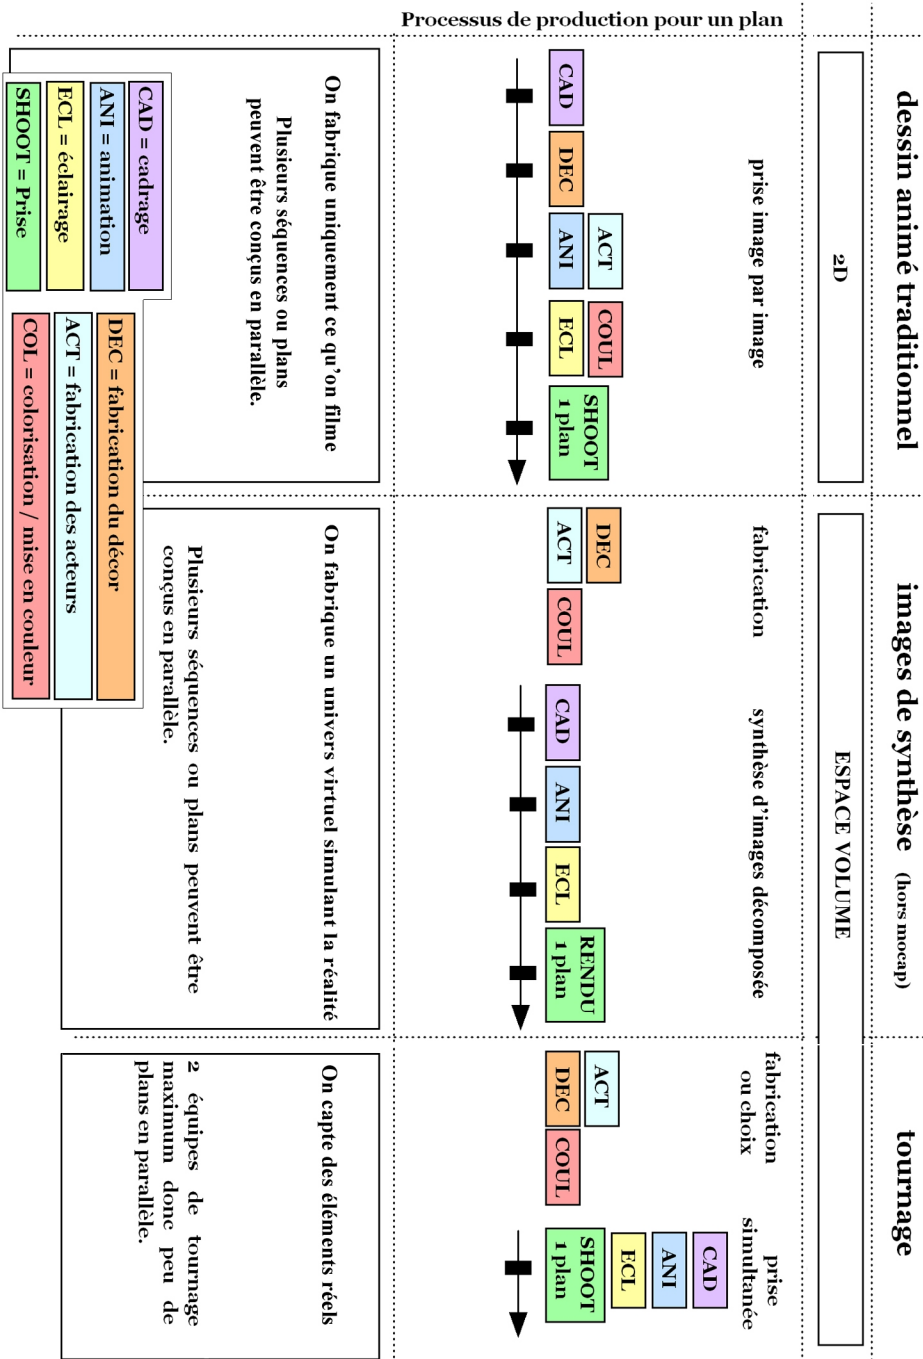 Processus de production pour un plan
dessin animé traditionnel
images de synthèse (hors mocap)
tournage
2D
ESPACE VOLUME
prise image par image
CAD
DEC
ACT
ANI
COUL
ECL
SHOOT
1 plan
fabrication
DEC
ACT
COUL
synthèse d'images décomposée
CAD
ANI
ECL
RENDU
1 plan
fabrication
ou choix
ACT
DEC
COUL
prise
simultanée
CAD
ANI
ECL
SHOOT
1 plan
On fabrique uniquement ce qu'on filme
Plusieurs séquences ou plans
peuvent être conçus en parallèle.
On fabrique un univers virtuel simulant la réalité
Plusieurs séquences ou plans peuvent être
conçus en parallèle.
On capte des éléments réels
2 équipes de tournage
maximum donc peu de
plans en parallèle.
CAD = cadrage
ANI = animation
ECL = éclairage
SHOOT = Prise
DEC = fabrication du décor
ACT = fabrication des acteurs
COL = colorisation / mise en couleur